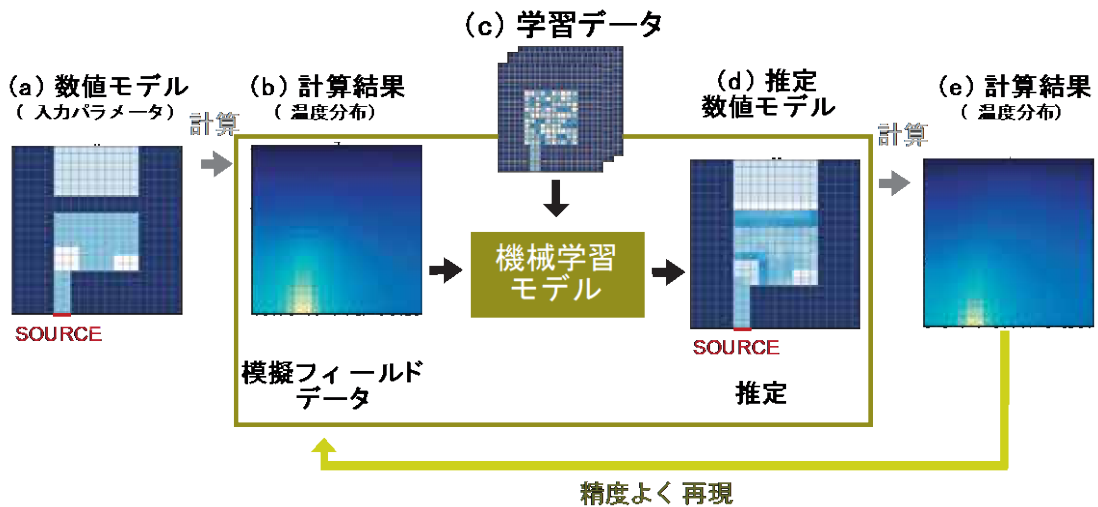 (c) 学習データ
(a) 数値モデル
( 入力パラメータ)
計算
(b) 計算結果
( 温度分布)
(d) 推定
数値モデル
計算
(e) 計算結果
( 温度分布)
機械学習
モデル
SOURCE
SOURCE
模擬フィールド
データ
推定
精度よく 再現